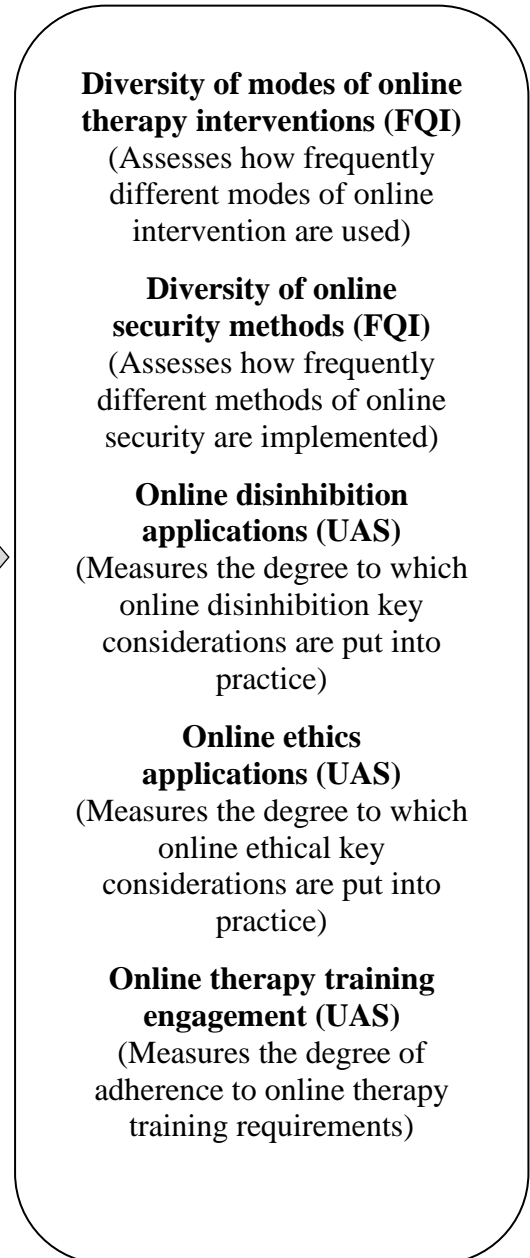 Diversity of modes of online
therapy interventions (FQI)
(Assesses how frequently
different modes of online
intervention are used)
Diversity of online
security methods (FQI)
(Assesses how frequently
different methods of online
security are implemented)
Online disinhibition
applications (UAS)
(Measures the degree to which
online disinhibition key
considerations are put into
practice)
Online ethics
applications (UAS)
(Measures the degree to which
online ethical key
considerations are put into
practice)
Online therapy training
engagement (UAS)
(Measures the degree of
adherence to online therapy
training requirements)